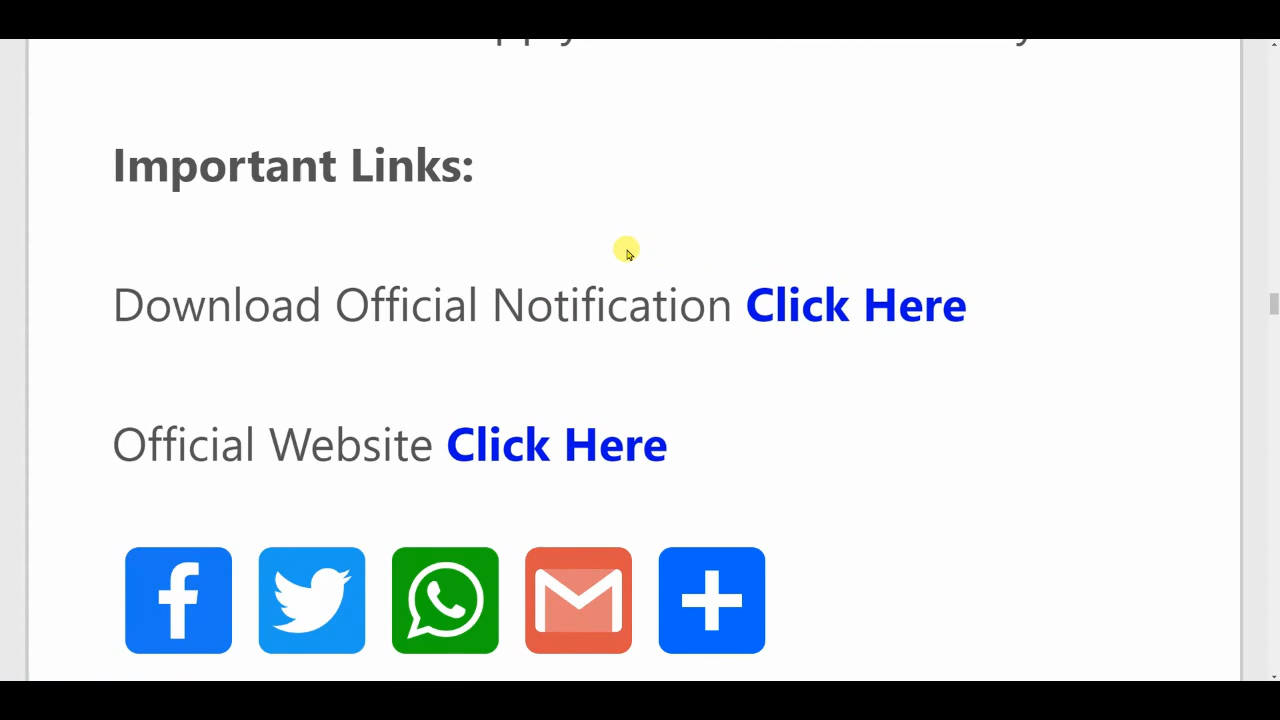 Important Links:
Download Official Notification Click Here
Official Website Click Here